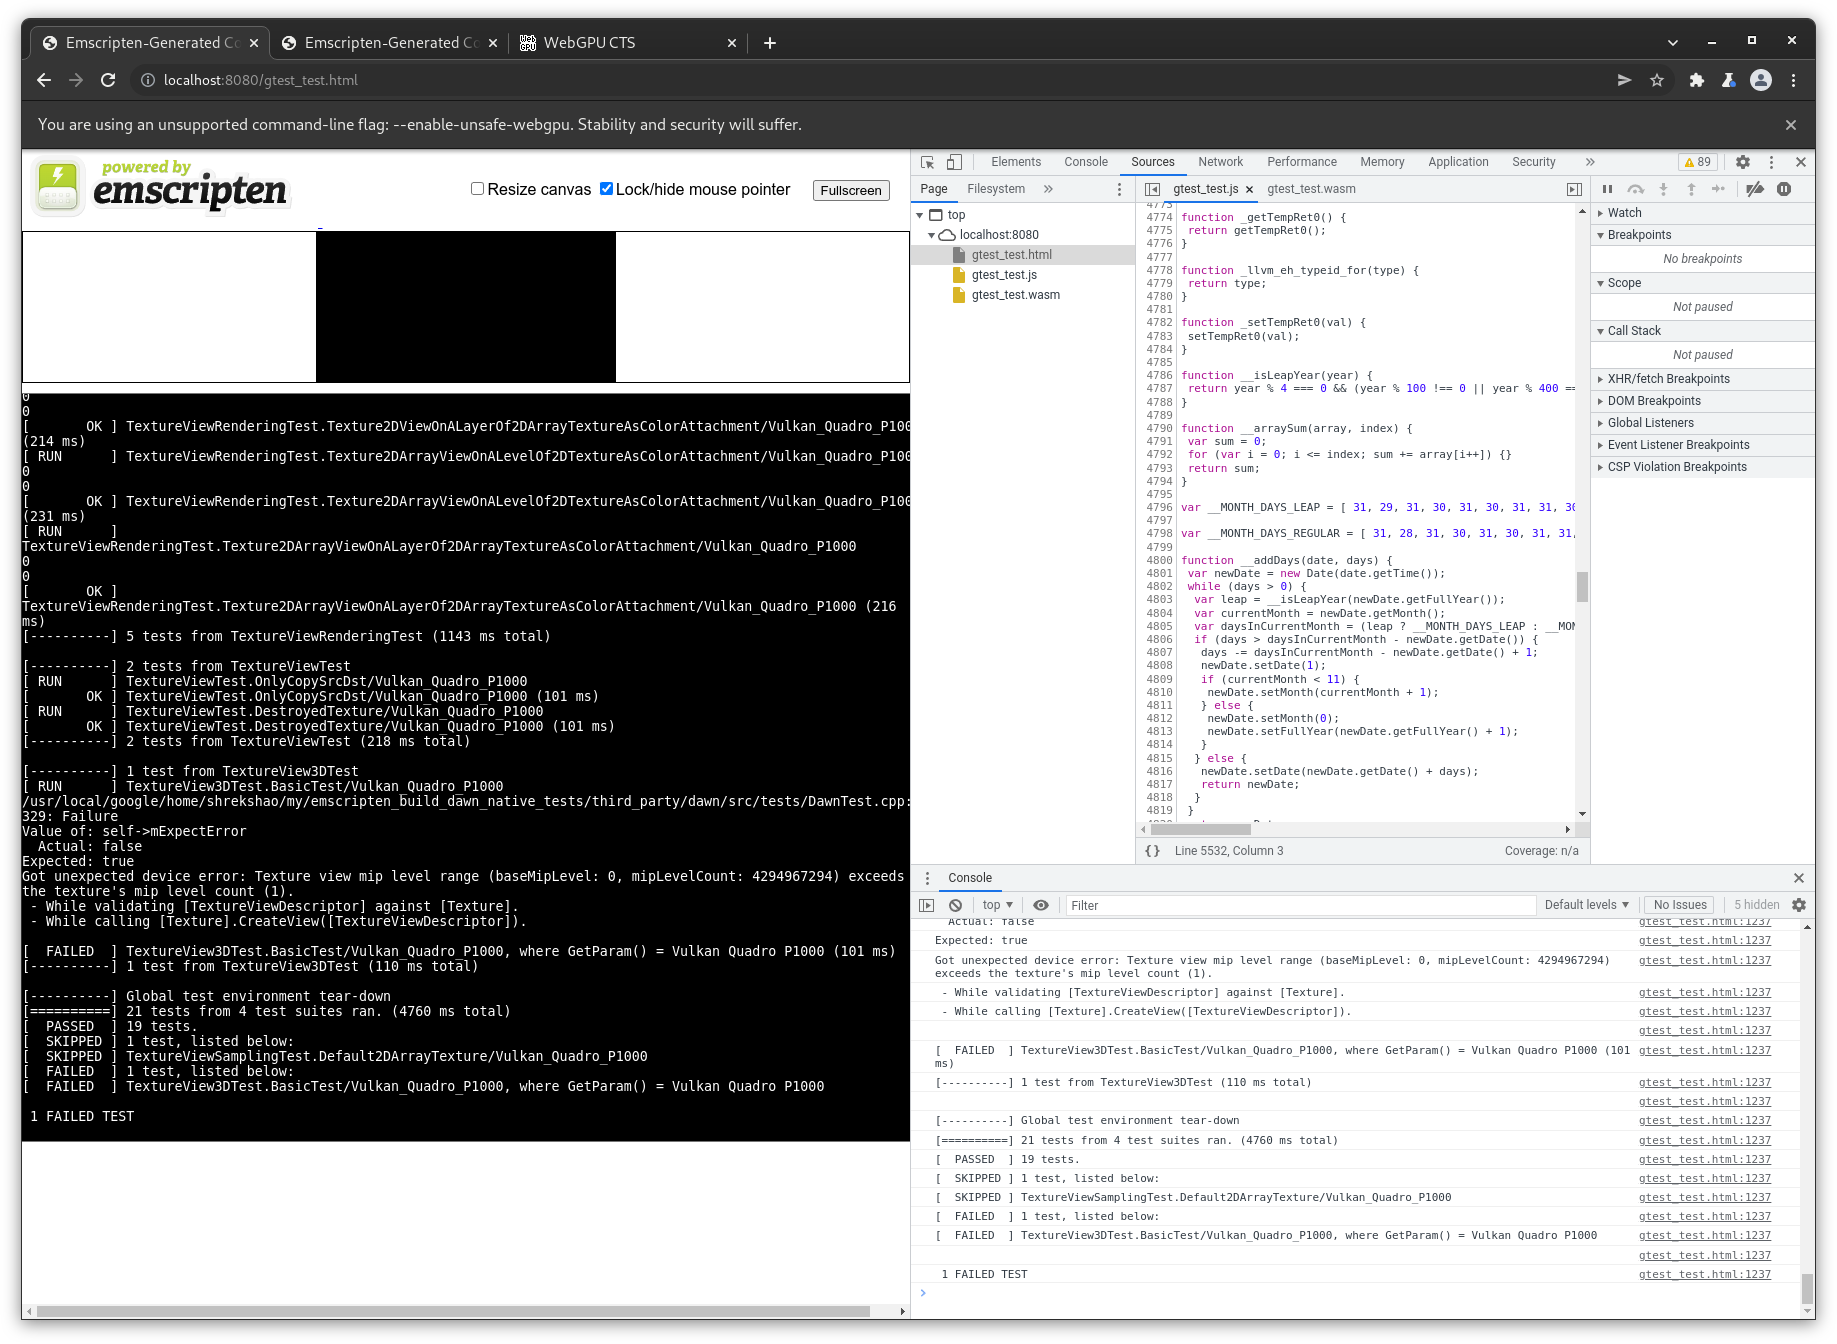 Emscripten-Generated Co
Emscripten-Generated Co
WebGPU CTS
localhost:8080/gtest_test.html
You are using an unsupported command-line flag: --enable-unsafe-webgpu. Stability and security will suffer.
powered by
emscripten
Resize canvas
Lock/hide mouse pointer
Fullscreen
0
0
[       OK ] TextureViewRenderingTest.Texture2DViewOnALayerOf2DArrayTextureAsColorAttachment/Vulkan_Quadro_P100
(214 ms)
[ RUN      ] TextureViewRenderingTest.Texture2DArrayViewOnALevelOf2DTextureAsColorAttachment/Vulkan_Quadro_P100
0
0
[       OK ] TextureViewRenderingTest.Texture2DArrayViewOnALevelOf2DTextureAsColorAttachment/Vulkan_Quadro_P100
(231 ms)
[ RUN      ]
TextureViewRenderingTest.Texture2DArrayViewOnALayerOf2DArrayTextureAsColorAttachment/Vulkan_Quadro_P1000
0
0
[       OK ]
TextureViewRenderingTest.Texture2DArrayViewOnALayerOf2DArrayTextureAsColorAttachment/Vulkan_Quadro_P1000 (216
ms)
[----------] 5 tests from TextureViewRenderingTest (1143 ms total)
[----------] 2 tests from TextureViewTest
[ RUN      ] TextureViewTest.OnlyCopySrcDst/Vulkan_Quadro_P1000
[       OK ] TextureViewTest.OnlyCopySrcDst/Vulkan_Quadro_P1000 (101 ms)
[ RUN      ] TextureViewTest.DestroyedTexture/Vulkan_Quadro_P1000
[       OK ] TextureViewTest.DestroyedTexture/Vulkan_Quadro_P1000 (101 ms)
[----------] 2 tests from TextureViewTest (218 ms total)
[----------] 1 test from TextureView3DTest
[ RUN      ] TextureView3DTest.BasicTest/Vulkan_Quadro_P1000
/usr/local/google/home/shrekshao/my/emscripten_build_dawn_native_tests/third_party/dawn/src/tests/DawnTest.cpp:
329: Failure
Value of: self->mExpectError
  Actual: false
Expected: true
Got unexpected device error: Texture view mip level range (baseMipLevel: 0, mipLevelCount: 4294967294) exceeds
the texture's mip level count (1).
 - While validating [TextureViewDescriptor] against [Texture].
 - While calling [Texture].CreateView([TextureViewDescriptor]).
[  FAILED  ] TextureView3DTest.BasicTest/Vulkan_Quadro_P1000, where GetParam() = Vulkan Quadro P1000 (101 ms)
[----------] 1 test from TextureView3DTest (110 ms total)
[----------] Global test environment tear-down
[==========] 21 tests from 4 test suites ran. (4760 ms total)
[  PASSED  ] 19 tests.
[  SKIPPED ] 1 test, listed below:
[  SKIPPED ] TextureViewSamplingTest.Default2DArrayTexture/Vulkan_Quadro_P1000
[  FAILED  ] 1 test, listed below:
[  FAILED  ] TextureView3DTest.BasicTest/Vulkan_Quadro_P1000, where GetParam() = Vulkan Quadro P1000
 1 FAILED TEST
Elements Console Sources Network Performance Memory Application Security 89
Page Filesystem
top
localhost:8080
gtest_test.html
gtest_test.js
gtest_test.wasm
gtest_test.js gtest_test.wasm
4773
4774 function _getTempRet0() {
4775  return getTempRet0();
4776 }
4777
4778 function _llvm_eh_typeid_for(type) {
4779  return type;
4780 }
4781
4782 function _setTempRet0(val) {
4783  setTempRet0(val);
4784 }
4785
4786 function __isLeapYear(year) {
4787  return year % 4 === 0 && (year % 100 !== 0 || year % 400 ==
4788 }
4789
4790 function __arraySum(array, index) {
4791  var sum = 0;
4792  for (var i = 0; i <= index; sum += array[i++]) {}
4793  return sum;
4794 }
4795
4796 var __MONTH_DAYS_LEAP = [ 31, 29, 31, 30, 31, 30, 31, 31, 30
4797
4798 var __MONTH_DAYS_REGULAR = [ 31, 28, 31, 30, 31, 30, 31, 31,
4799
4800 function __addDays(date, days) {
4801  var newDate = new Date(date.getTime());
4802  while (days > 0) {
4803   var leap = __isLeapYear(newDate.getFullYear());
4804   var currentMonth = newDate.getMonth();
4805   var daysInCurrentMonth = (leap ? __MONTH_DAYS_LEAP : __MON
4806   if (days > daysInCurrentMonth - newDate.getDate()) {
4807    days -= daysInCurrentMonth - newDate.getDate() + 1;
4808    newDate.setDate(1);
4809    if (currentMonth < 11) {
4810     newDate.setMonth(currentMonth + 1);
4811    } else {
4812     newDate.setMonth(0);
4813     newDate.setFullYear(newDate.getFullYear() + 1);
4814    }
4815   } else {
4816    newDate.setDate(newDate.getDate() + days);
4817    return newDate;
4818   }
4819  }
{} Line 5532, Column 3 Coverage: n/a
Watch
Breakpoints
No breakpoints
Scope
Not paused
Call Stack
Not paused
XHR/fetch Breakpoints
DOM Breakpoints
Global Listeners
Event Listener Breakpoints
CSP Violation Breakpoints
Console
top Filter Default levels No Issues 5 hidden
Actual: false gtest_test.html:1237
Expected: true gtest_test.html:1237
Got unexpected device error: Texture view mip level range (baseMipLevel: 0, mipLevelCount: 4294967294) gtest_test.html:1237
exceeds the texture's mip level count (1).
 - While validating [TextureViewDescriptor] against [Texture]. gtest_test.html:1237
 - While calling [Texture].CreateView([TextureViewDescriptor]). gtest_test.html:1237
gtest_test.html:1237
[  FAILED  ] TextureView3DTest.BasicTest/Vulkan_Quadro_P1000, where GetParam() = Vulkan Quadro P1000 (101 gtest_test.html:1237
ms)
[----------] 1 test from TextureView3DTest (110 ms total) gtest_test.html:1237
gtest_test.html:1237
[----------] Global test environment tear-down gtest_test.html:1237
[==========] 21 tests from 4 test suites ran. (4760 ms total) gtest_test.html:1237
[  PASSED  ] 19 tests. gtest_test.html:1237
[  SKIPPED ] 1 test, listed below: gtest_test.html:1237
[  SKIPPED ] TextureViewSamplingTest.Default2DArrayTexture/Vulkan_Quadro_P1000 gtest_test.html:1237
[  FAILED  ] 1 test, listed below: gtest_test.html:1237
[  FAILED  ] TextureView3DTest.BasicTest/Vulkan_Quadro_P1000, where GetParam() = Vulkan Quadro P1000 gtest_test.html:1237
gtest_test.html:1237
 1 FAILED TEST gtest_test.html:1237